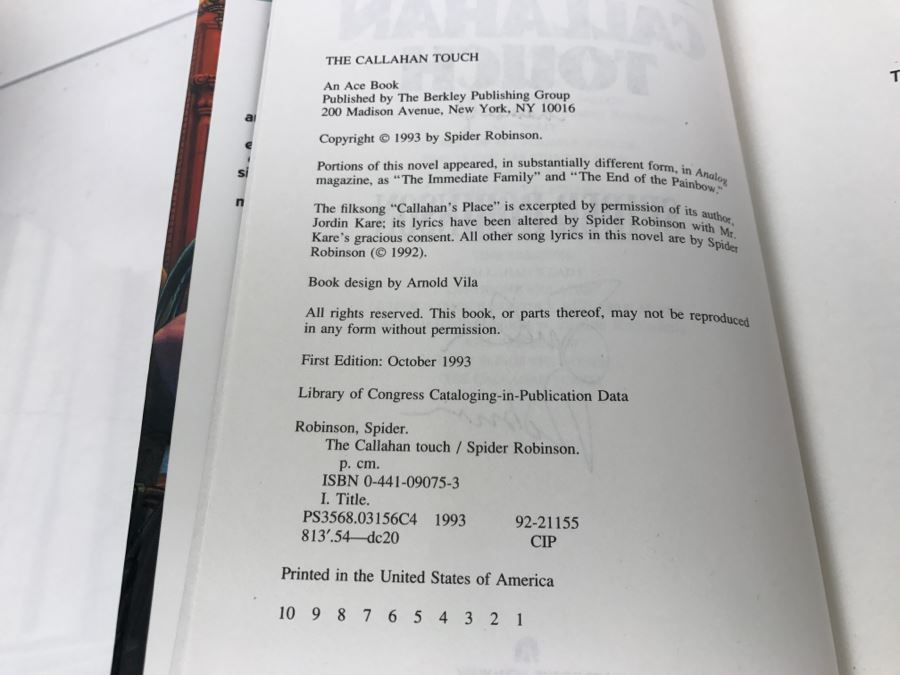 THE CALLAHAN TOUCH
An Ace Book
Published by The Berkley Publishing Group
200 Madison Avenue, New York, NY 10016
Copyright © 1993 by Spider Robinson.
Portions of this novel appeared, in substantially different form, in Analog
magazine, as “The Immediate Family” and “The End of the Painbow.”
The filksong “Callahan's Place” is excerpted by permission of its author,
Jordin Kare; its lyrics have been altered by Spider Robinson with Mr.
Kare's gracious consent. All other song lyrics in this novel are by Spider
Robinson (© 1992).
Book design by Arnold Vila
All rights reserved. This book, or parts thereof, may not be reproduced
in any form without permission.
First Edition: October 1993
Library of Congress Cataloging-in-Publication Data
Robinson, Spider.
The Callahan touch / Spider Robinson.
p. cm.
ISBN 0-441-09075-3
I. Title.
PS3568.03156C4 1993 92-21155
813′.54—dc20 CIP
Printed in the United States of America
10 9 8 7 6 5 4 3 2 1